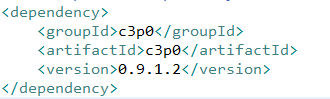 <dependency>
    <groupId>c3p0</groupId>
    <artifactId>c3p0</artifactId>
    <version>0.9.1.2</version>
</dependency>